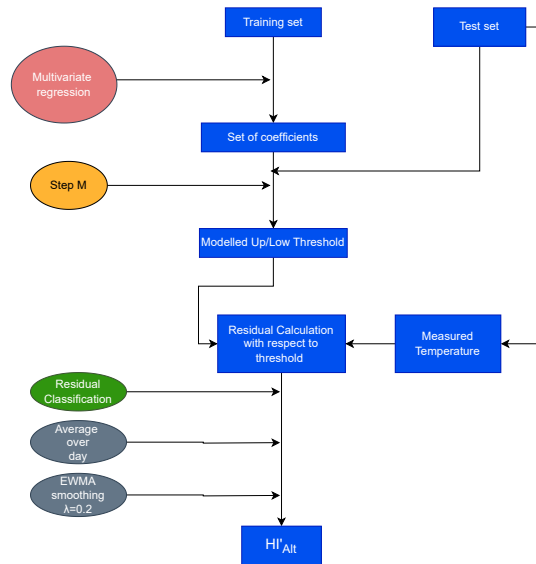 Training set
Test set
Multivariate
regression
Set of coefficients
Step M
Modelled Up/Low Threshold
Residual Calculation
with respect to
threshold
Measured
Temperature
Residual
Classification
Average
over
day
EWMA
smoothing
λ=0.2
HI'Alt